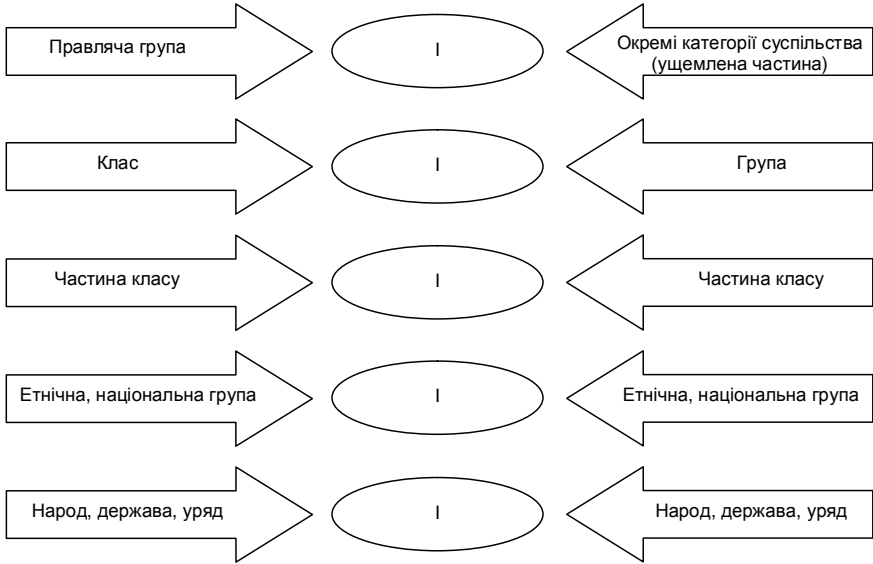 Правляча група
І
Окремі категорії суспільства
(ущемлена частина)
Клас
І
Група
Частина класу
І
Частина класу
Етнічна, національна група
І
Етнічна, національна група
Народ, держава, уряд
І
Народ, держава, уряд